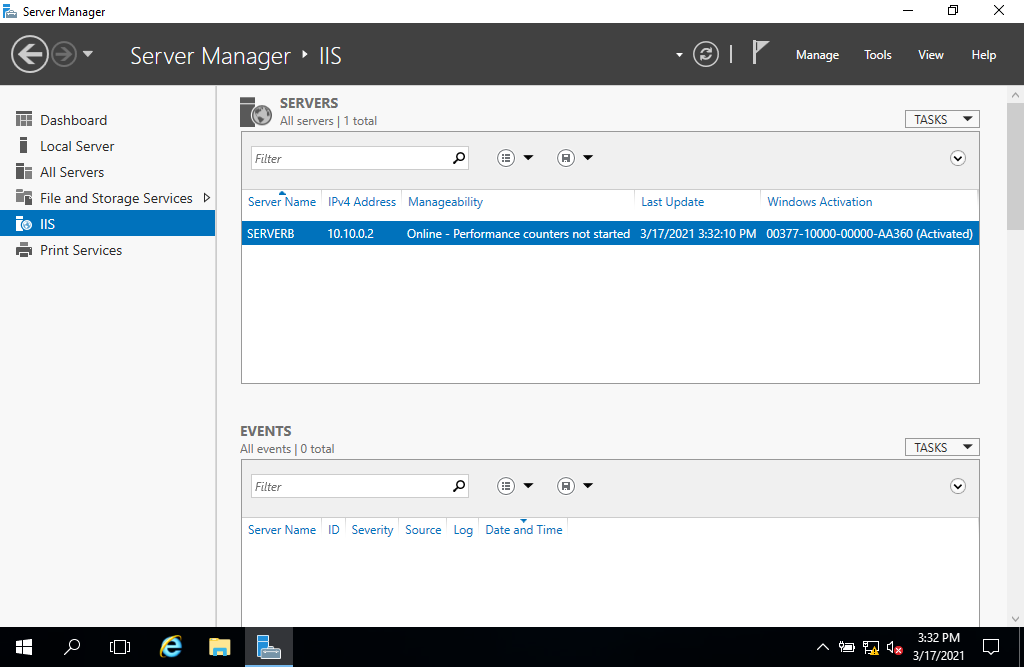 Server Manager
Server Manager ‣ IIS
Manage
Tools
View
Help
Dashboard
Local Server
All Servers
File and Storage Services
IIS
Print Services
SERVERS
All servers | 1 total
TASKS
Filter
Server Name IPv4 Address Manageability Last Update Windows Activation
SERVERB 10.10.0.2 Online - Performance counters not started 3/17/2021 3:32:10 PM 00377-10000-00000-AA360 (Activated)
EVENTS
All events | 0 total
TASKS
Filter
Server Name ID Severity Source Log Date and Time
3:32 PM
3/17/2021